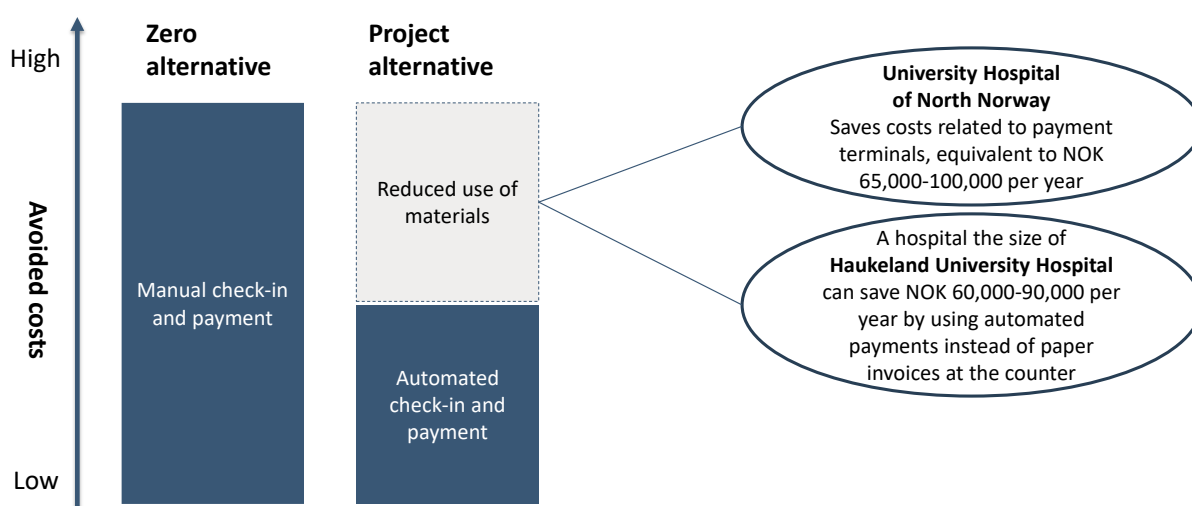 High
Avoided costs
Low
Zero
alternative
Manual check-in
and payment
Project
alternative
Reduced use of
materials
Automated
check-in and
payment
University Hospital
of North Norway
Saves costs related to payment
terminals, equivalent to NOK
65,000-100,000 per year
A hospital the size of
Haukeland University Hospital
can save NOK 60,000-90,000 per
year by using automated
payments instead of paper
invoices at the counter